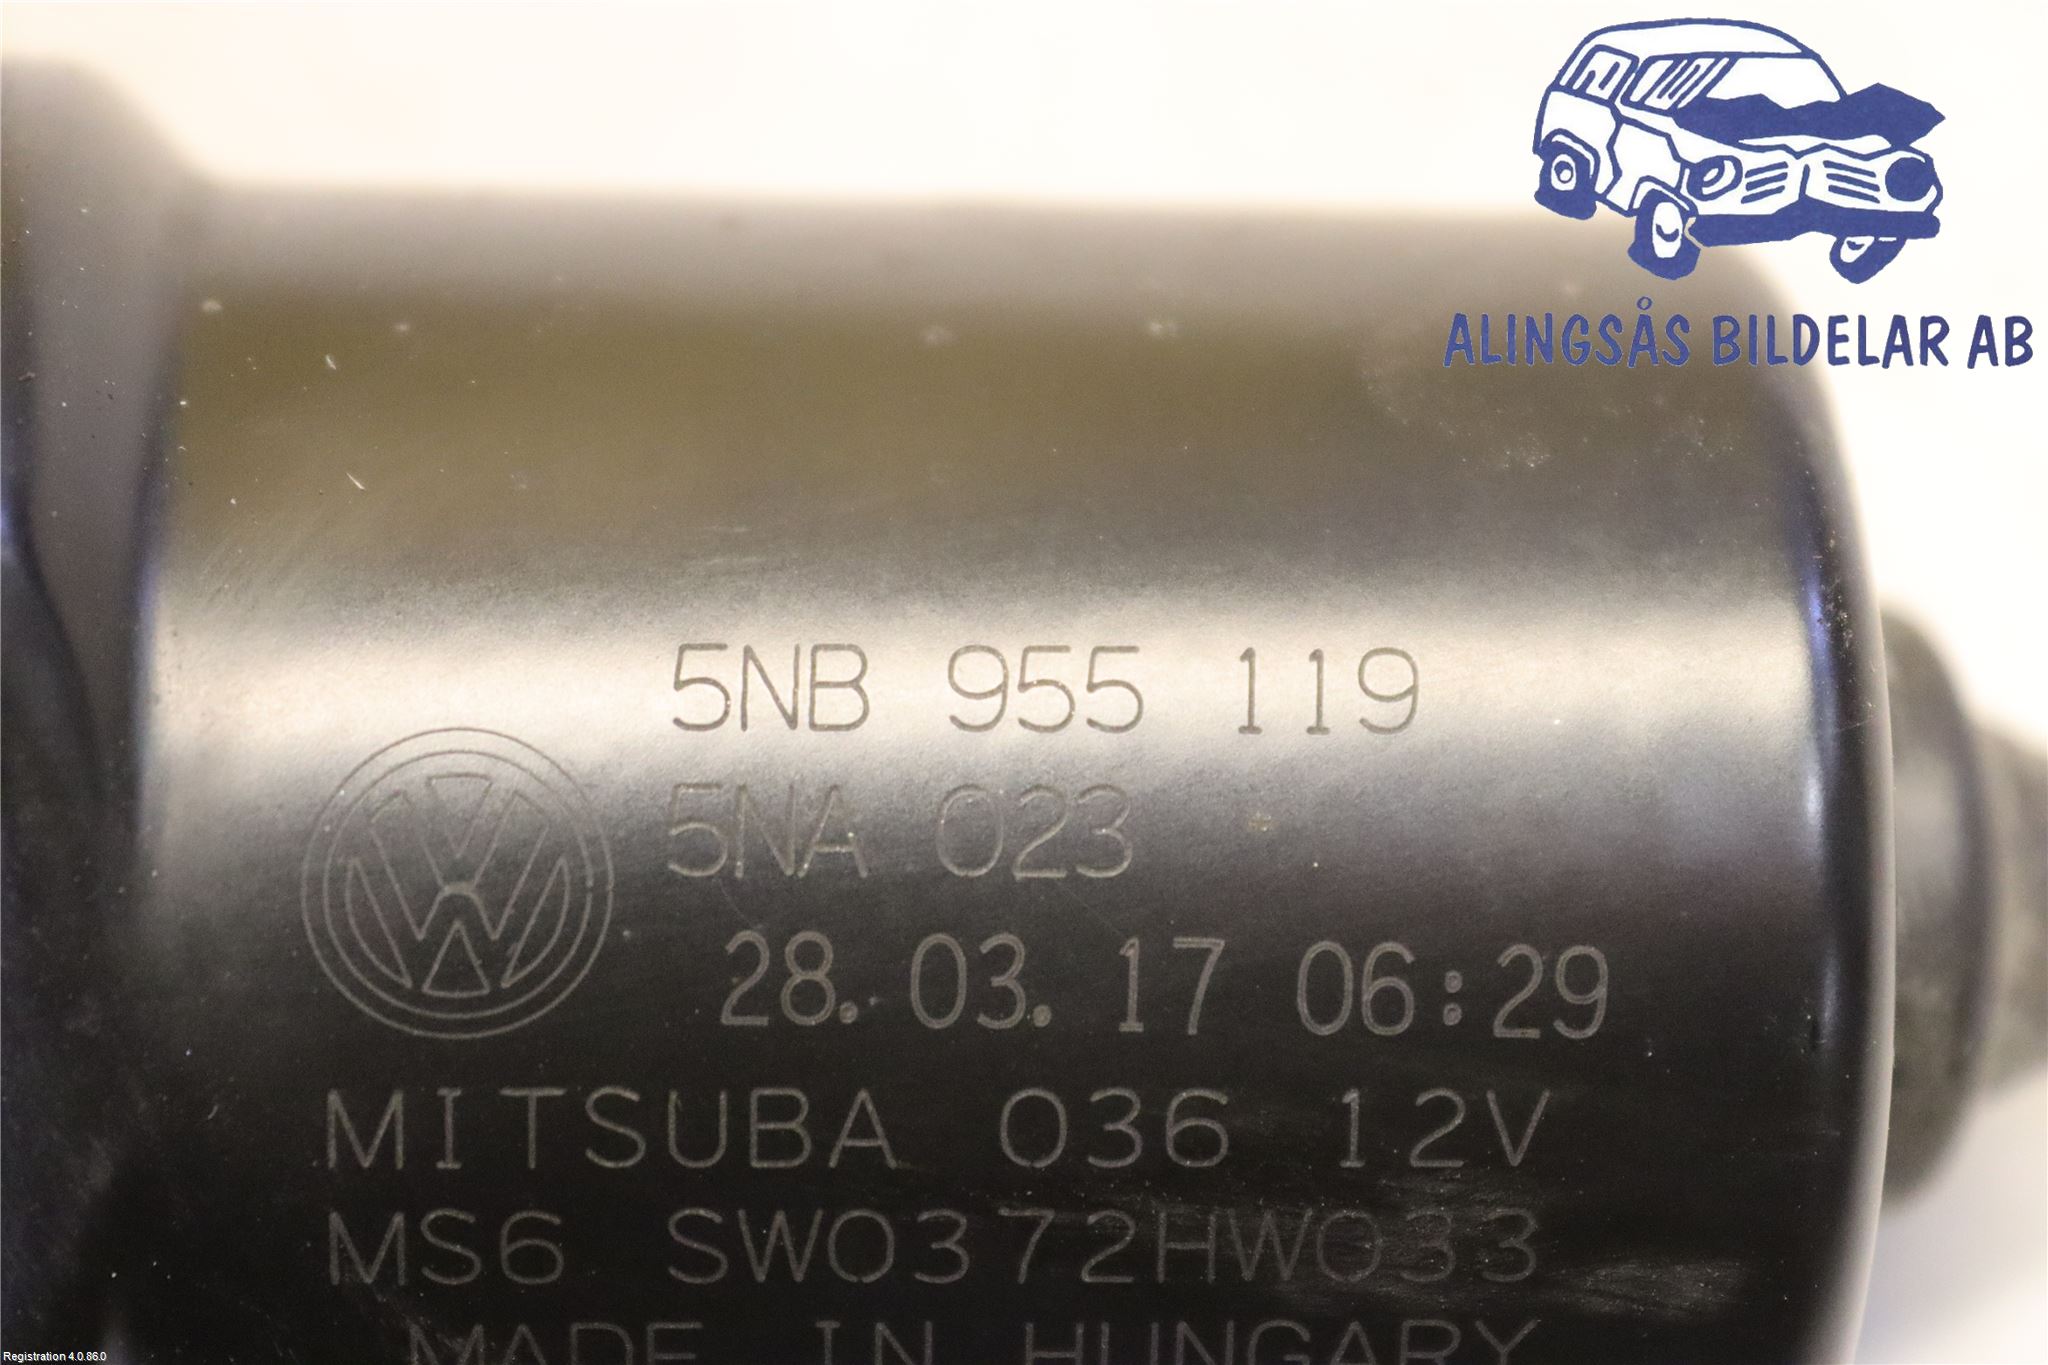 ALINGSÅS BILDELAR AB
5NB 955 119
5NA 023
28.03.17 06:29
MITSUBA 036 12V
MS6 SW0372HW033
MADE IN HUNGARY
Registration 4.0.86.0